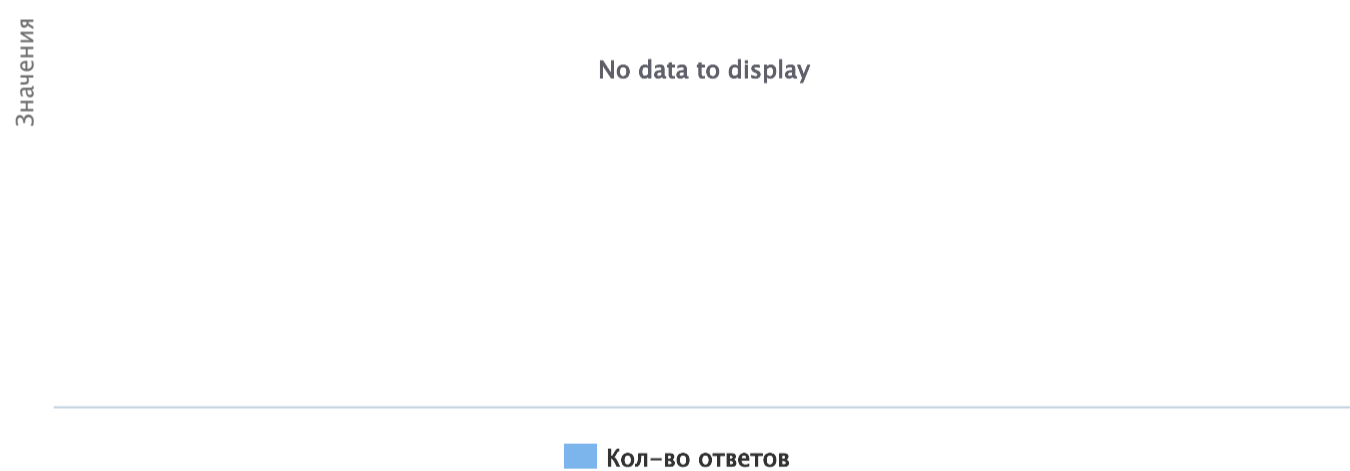 Значения
No data to display
Кол-во ответов